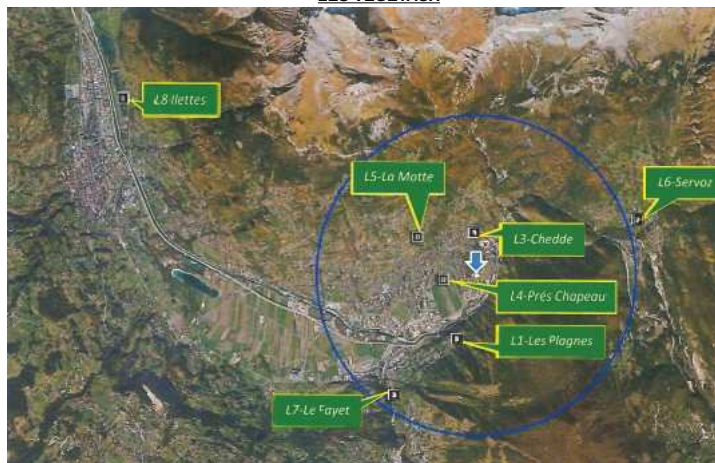 L8-Ilettes
L5-La Motte
L6-Servoz
L3-Chedde
L4-Prés Chapeau
L1-Les Plagnes
L7-Le Fayet